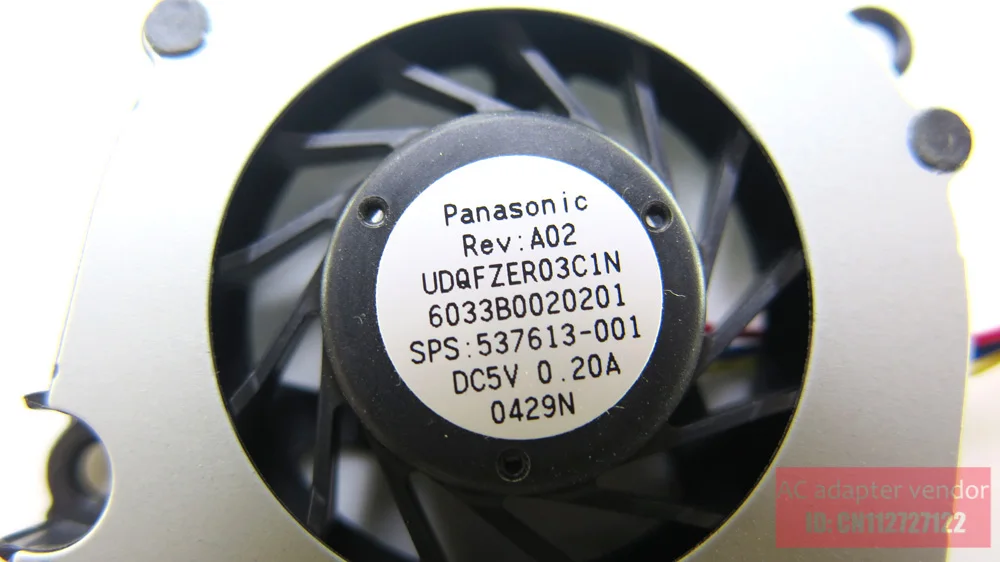 Panasonic
Rev:A02
UDQFZER03C1N
6033B0020201
SPS:537613-001
DC5V 0.20A
0429N
AC adapter vendor
ID: CN112727122